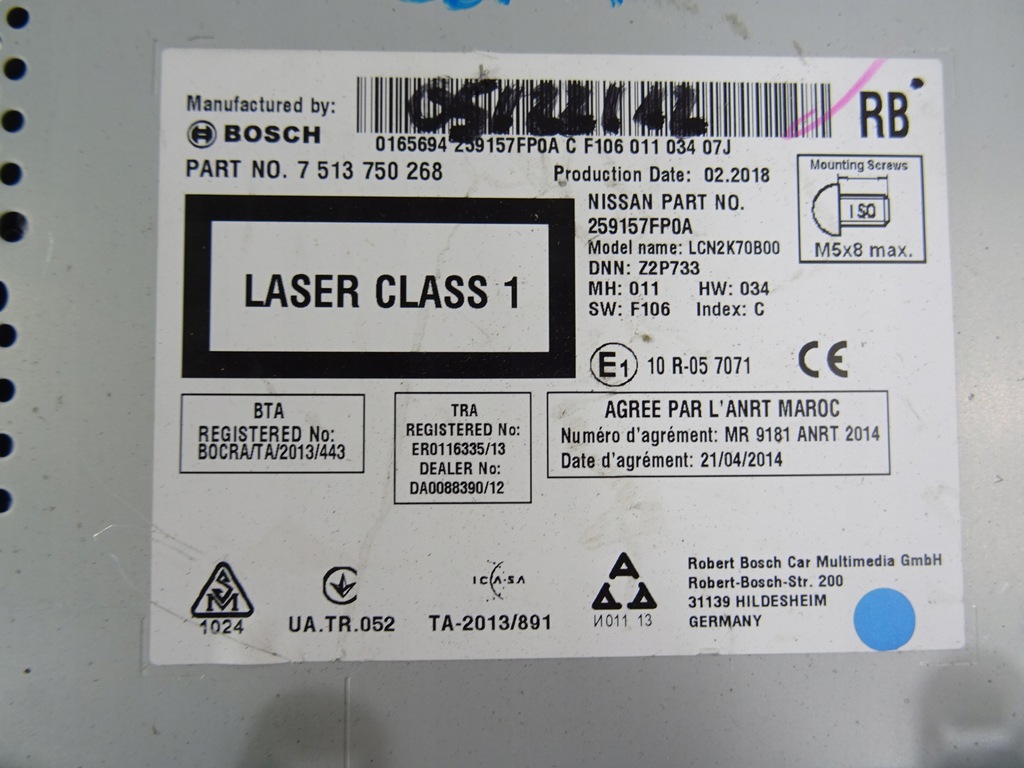 Manufactured by:
BOSCH
0165694 259157FP0A C F106 011 034 07J
RB
PART NO. 7 513 750 268
Production Date: 02.2018
Mounting Screws
ISO
M5x8 max.
LASER CLASS 1
NISSAN PART NO.
259157FP0A
Model name: LCN2K70B00
DNN: Z2P733
MH: 011 HW: 034
SW: F106 Index: C
E1 10 R-05 7071
CE
BTA
REGISTERED No:
BOCRA/TA/2013/443
TRA
REGISTERED No:
ER0116335/13
DEALER No:
DA0088390/12
AGREE PAR L'ANRT MAROC
Numéro d'agrément: MR 9181 ANRT 2014
Date d'agrément: 21/04/2014
1024
UA.TR.052
ICASA
TA-2013/891
И011 13
Robert Bosch Car Multimedia GmbH
Robert-Bosch-Str. 200
31139 HILDESHEIM
GERMANY